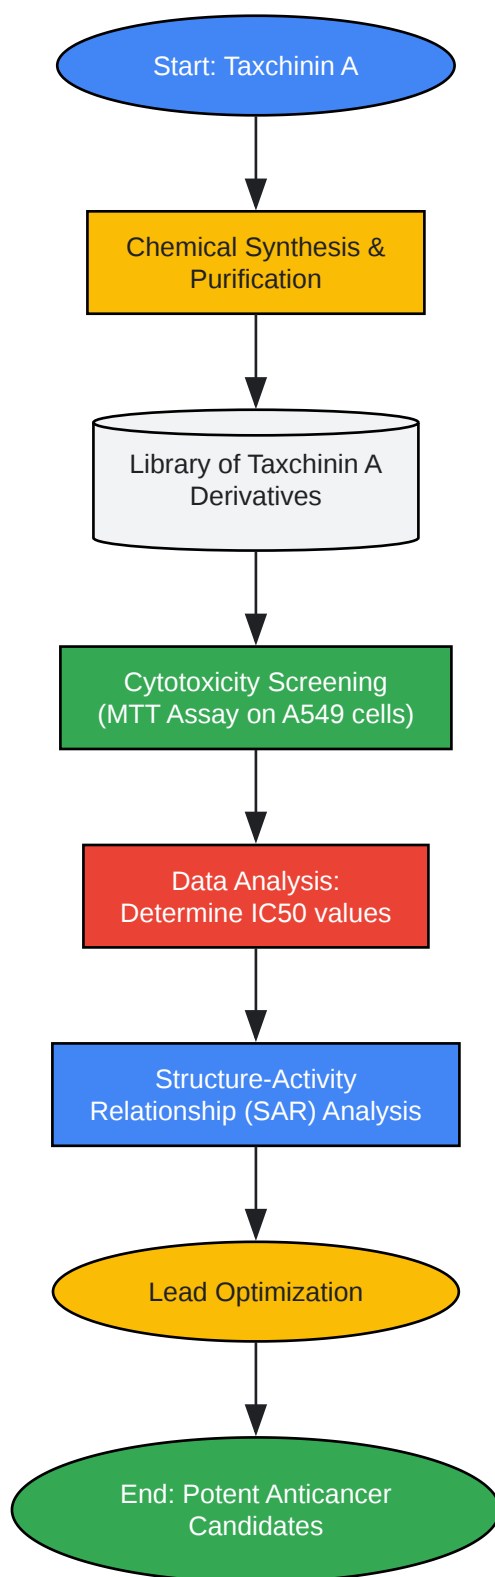 Start: Taxchinin A
Chemical Synthesis &
Purification
Library of Taxchinin A
Derivatives
Cytotoxicity Screening
(MTT Assay on A549 cells)
Data Analysis:
Determine IC50 values
Structure-Activity
Relationship (SAR) Analysis
Lead Optimization
End: Potent Anticancer
Candidates